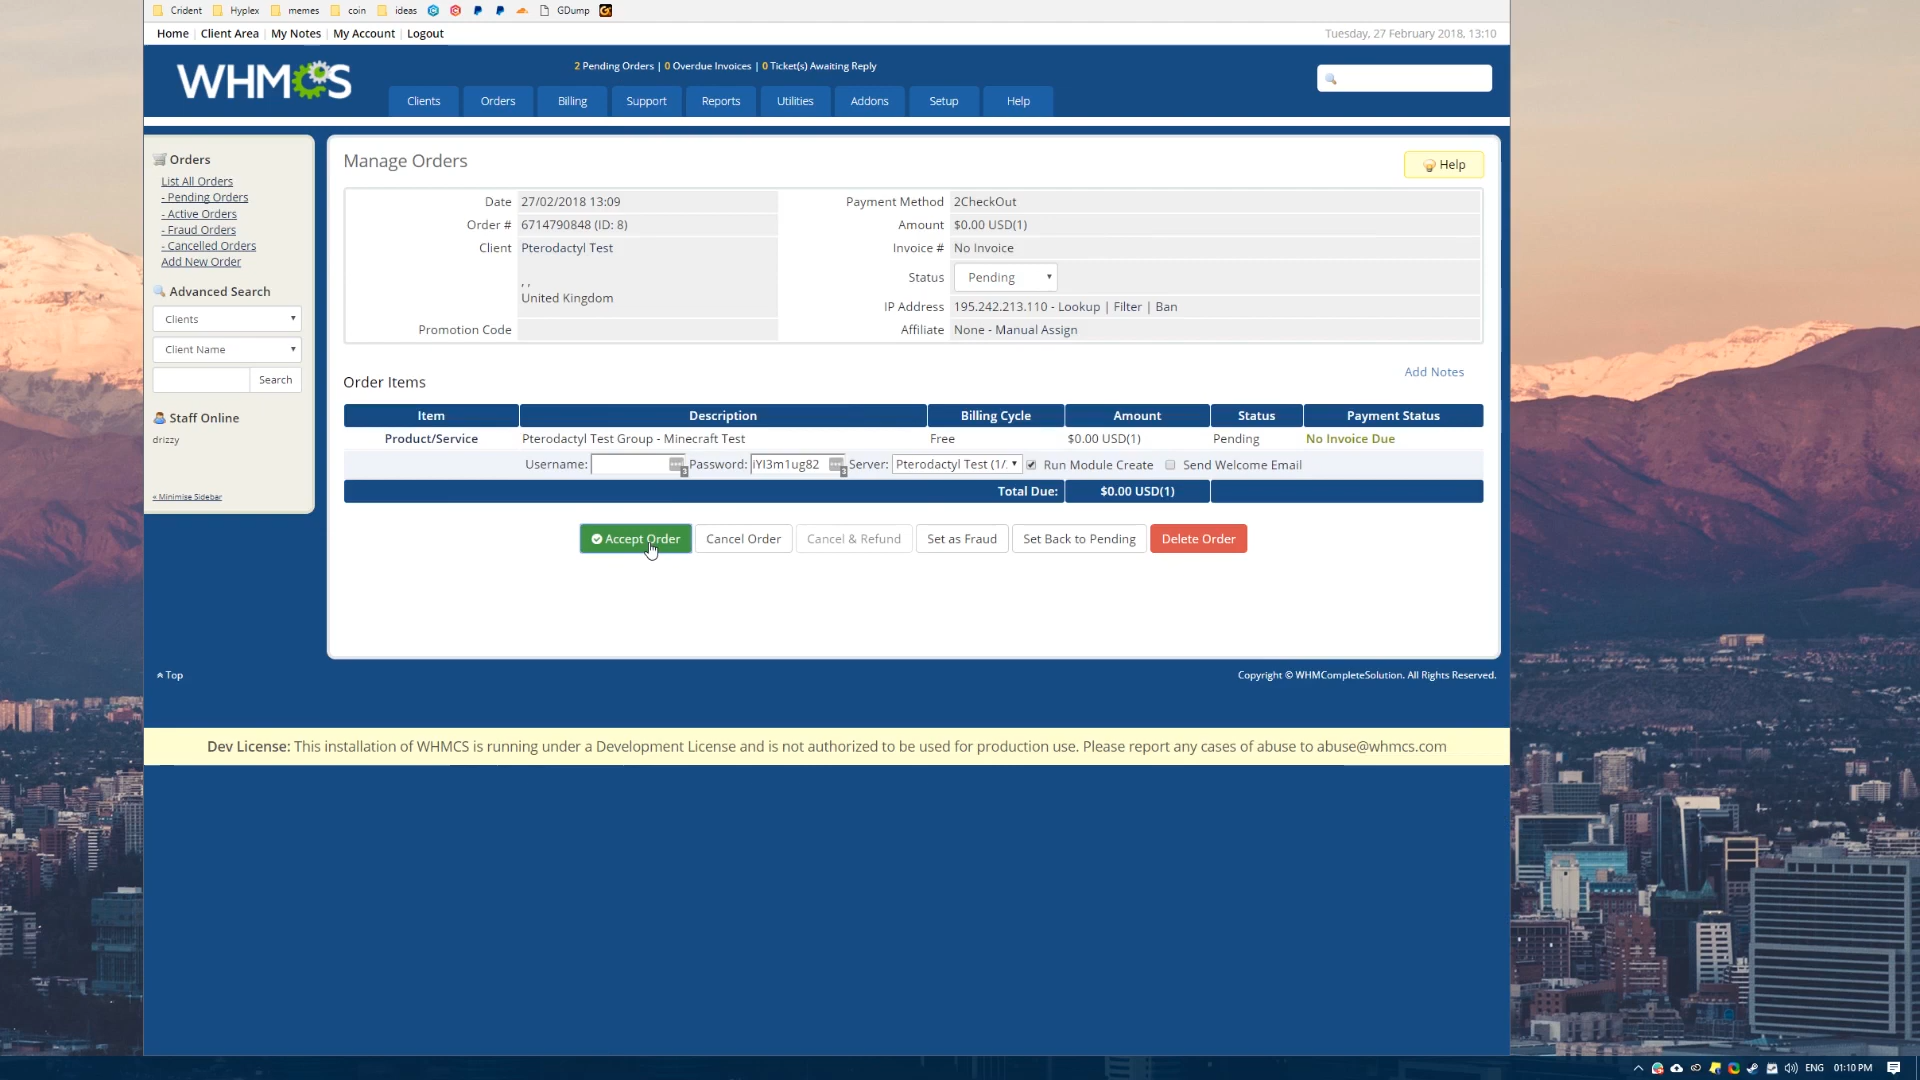 Crident Hyplex memes coin ideas GDump
Home Client Area My Notes My Account Logout
Tuesday, 27 February 2018, 13:10
2 Pending Orders | 0 Overdue Invoices | 0 Ticket(s) Awaiting Reply
WHMCS
Clients Orders Billing Support Reports Utilities Addons Setup Help
Orders
List All Orders
- Pending Orders
- Active Orders
- Fraud Orders
- Cancelled Orders
Add New Order
Advanced Search
Clients
Client Name
Search
Staff Online
drizzy
« Minimise Sidebar
Manage Orders
Help
Date 27/02/2018 13:09
Order # 6714790848 (ID: 8)
Client Pterodactyl Test
, ,
United Kingdom
Promotion Code
Payment Method 2CheckOut
Amount $0.00 USD(1)
Invoice # No Invoice
Status Pending
IP Address 195.242.213.110 - Lookup | Filter | Ban
Affiliate None - Manual Assign
Add Notes
Order Items
Item Description Billing Cycle Amount Status Payment Status
Product/Service Pterodactyl Test Group - Minecraft Test Free $0.00 USD(1) Pending No Invoice Due
Username: Password: iYI3m1ug82 Server: Pterodactyl Test (1/. Run Module Create Send Welcome Email
Total Due: $0.00 USD(1)
Accept Order Cancel Order Cancel & Refund Set as Fraud Set Back to Pending Delete Order
Top
Copyright © WHMCompleteSolution. All Rights Reserved.
Dev License: This installation of WHMCS is running under a Development License and is not authorized to be used for production use. Please report any cases of abuse to abuse@whmcs.com
ENG 01:10 PM